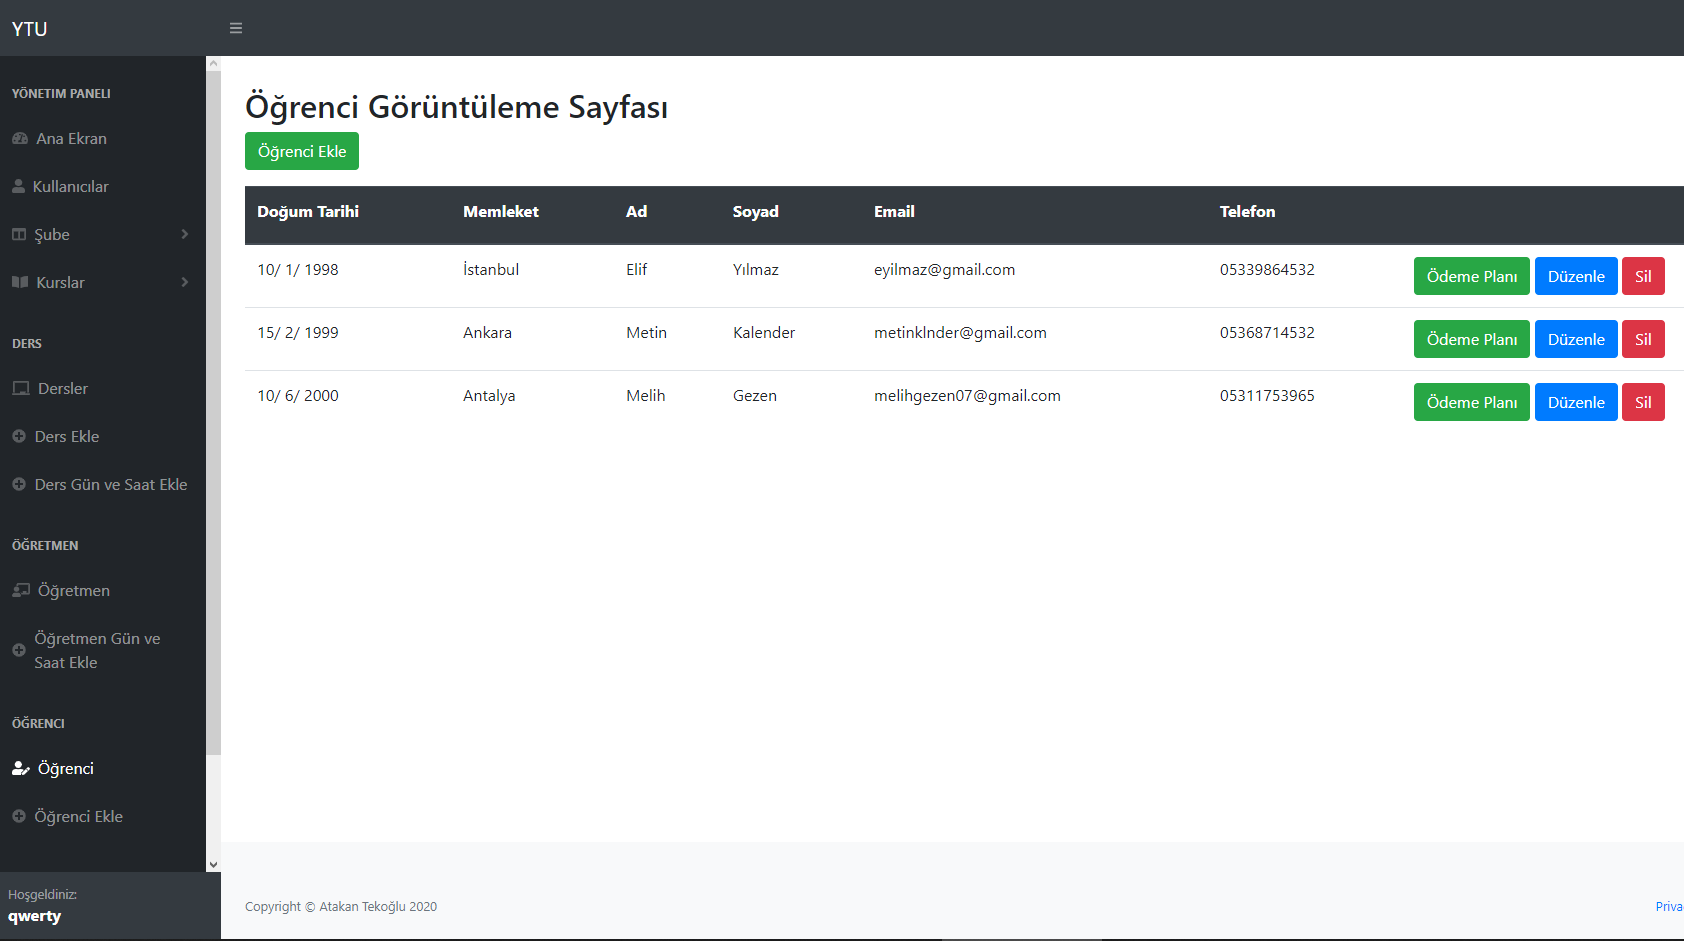 YTU
YÖNETIM PANELI
Ana Ekran
Kullanıcılar
Şube
Kurslar
DERS
Dersler
Ders Ekle
Ders Gün ve Saat Ekle
ÖĞRETMEN
Öğretmen
Öğretmen Gün ve
Saat Ekle
ÖĞRENCI
Öğrenci
Öğrenci Ekle
Hoşgeldiniz:
qwerty
Öğrenci Görüntüleme Sayfası
Öğrenci Ekle
Doğum Tarihi Memleket Ad Soyad Email Telefon
10/ 1/ 1998 İstanbul Elif Yılmaz eyilmaz@gmail.com 05339864532 Ödeme Planı Düzenle Sil
15/ 2/ 1999 Ankara Metin Kalender metinklnder@gmail.com 05368714532 Ödeme Planı Düzenle Sil
10/ 6/ 2000 Antalya Melih Gezen melihgezen07@gmail.com 05311753965 Ödeme Planı Düzenle Sil
Copyright © Atakan Tekoğlu 2020 Priva